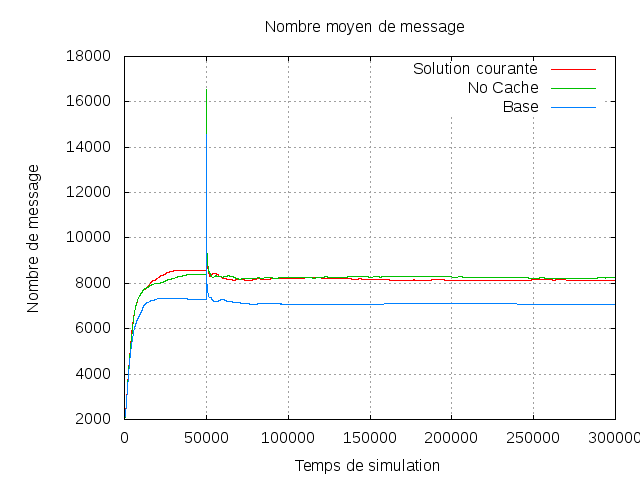 Nombre moyen de message
18000
16000
14000
12000
10000
8000
6000
4000
2000
Nombre de message
Solution courante
No Cache
Base
0 50000 100000 150000 200000 250000 300000
Temps de simulation